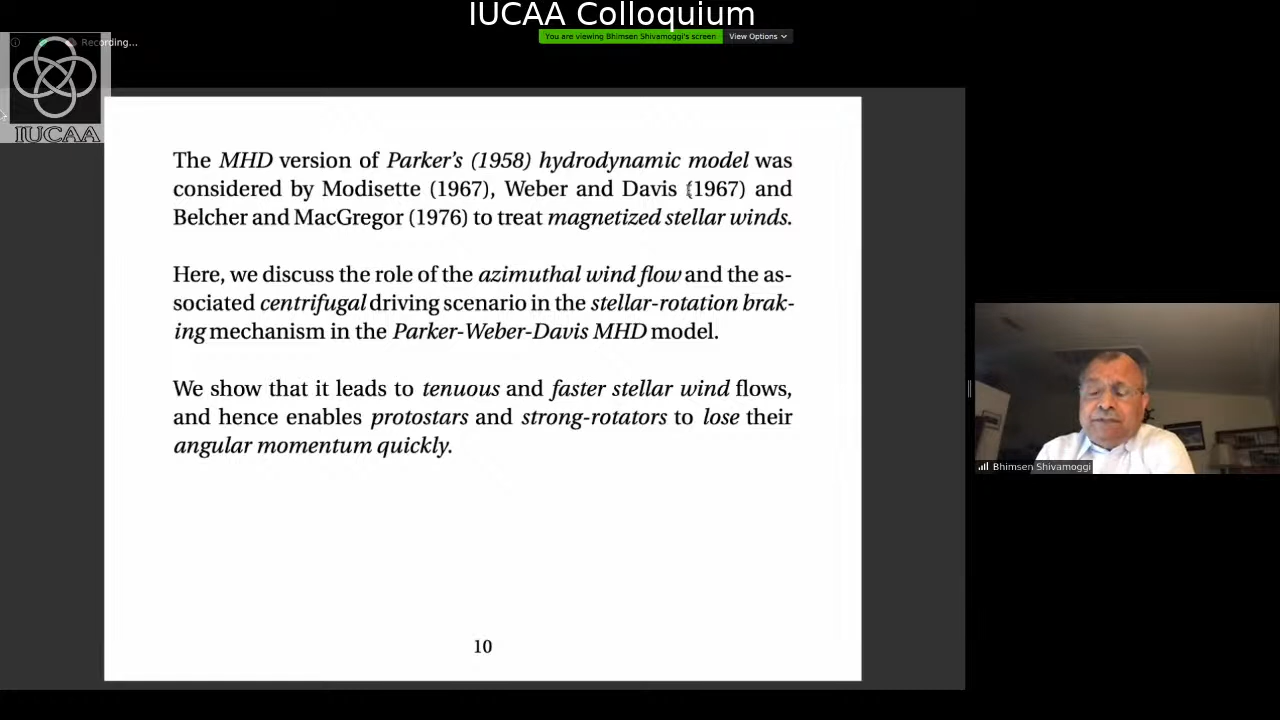 IUCAA Colloquium
You are viewing Bhimsen Shivamoggi's screen
View Options
Recording...
IUCAA
The MHD version of Parker's (1958) hydrodynamic model was
considered by Modisette (1967), Weber and Davis (1967) and
Belcher and MacGregor (1976) to treat magnetized stellar winds.
Here, we discuss the role of the azimuthal wind flow and the as-
sociated centrifugal driving scenario in the stellar-rotation brak-
ing mechanism in the Parker-Weber-Davis MHD model.
We show that it leads to tenuous and faster stellar wind flows,
and hence enables protostars and strong-rotators to lose their
angular momentum quickly.
10
Bhimsen Shivamoggi